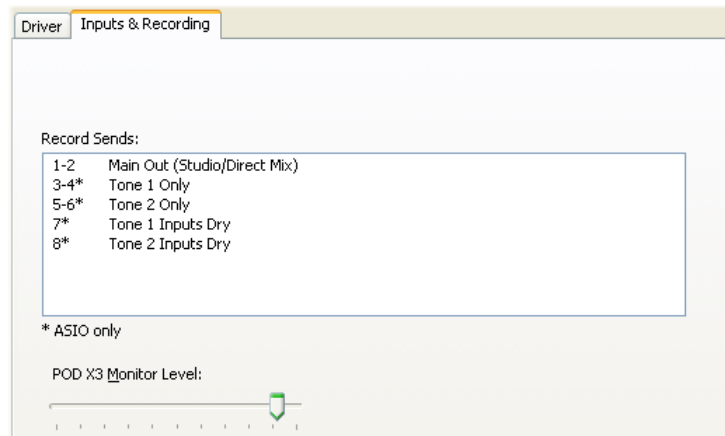 Driver
Inputs & Recording
Record Sends:
1-2 Main Out (Studio/Direct Mix)
3-4* Tone 1 Only
5-6* Tone 2 Only
7* Tone 1 Inputs Dry
8* Tone 2 Inputs Dry
* ASIO only
POD X3 Monitor Level: